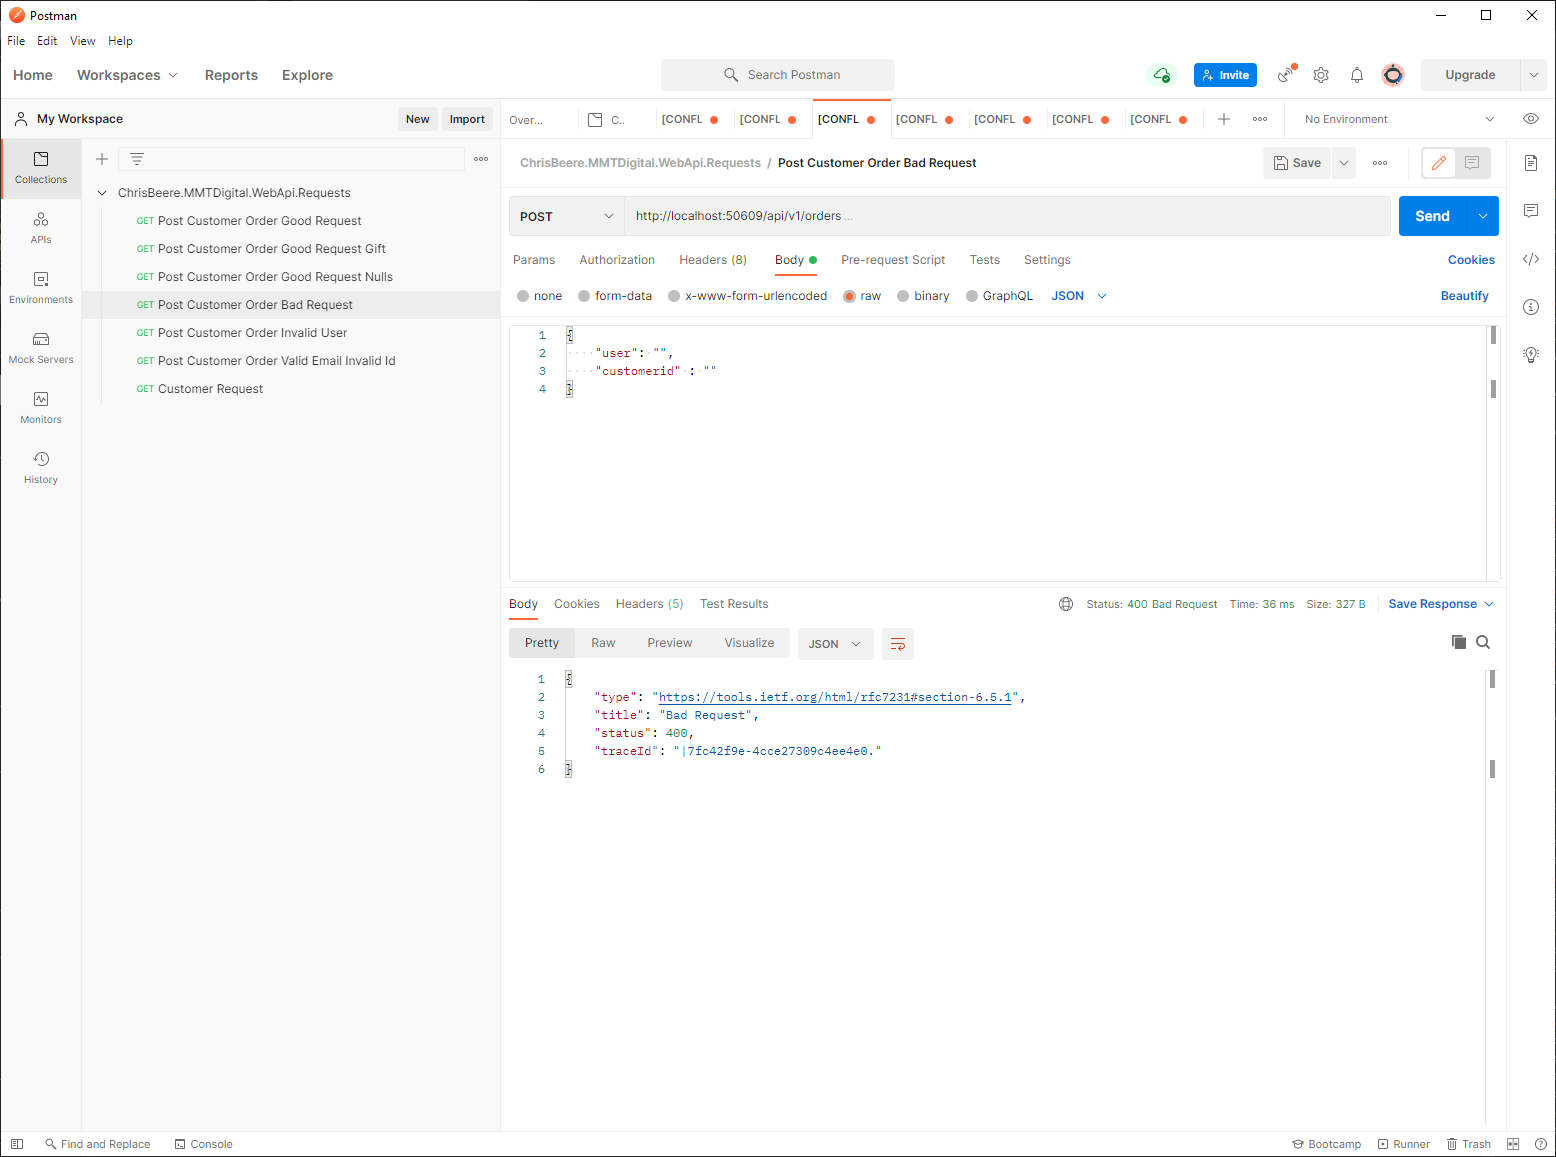 Postman
File Edit View Help
Home Workspaces Reports Explore
Search Postman
Invite
Upgrade
My Workspace
New Import
Over... C.. [CONFL [CONFL [CONFL [CONFL [CONFL [CONFL [CONFL
No Environment
Collections
APIs
Environments
Mock Servers
Monitors
History
ChrisBeere.MMTDigital.WebApi.Requests
GET Post Customer Order Good Request
GET Post Customer Order Good Request Gift
GET Post Customer Order Good Request Nulls
GET Post Customer Order Bad Request
GET Post Customer Order Invalid User
GET Post Customer Order Valid Email Invalid Id
GET Customer Request
ChrisBeere.MMTDigital.WebApi.Requests / Post Customer Order Bad Request
Save
POST http://localhost:50609/api/v1/orders ...
Send
Params Authorization Headers (8) Body Pre-request Script Tests Settings
Cookies
none form-data x-www-form-urlencoded raw binary GraphQL JSON
Beautify
1 {
2 "user": "",
3 "customerid" : ""
4 }
Body Cookies Headers (5) Test Results
Status: 400 Bad Request Time: 36 ms Size: 327 B
Save Response
Pretty Raw Preview Visualize JSON
1 {
2 "type": "https://tools.ietf.org/html/rfc7231#section-6.5.1",
3 "title": "Bad Request",
4 "status": 400,
5 "traceId": "|7fc42f9e-4cce27309c4ee4e0."
6 }
Find and Replace Console
Bootcamp Runner Trash